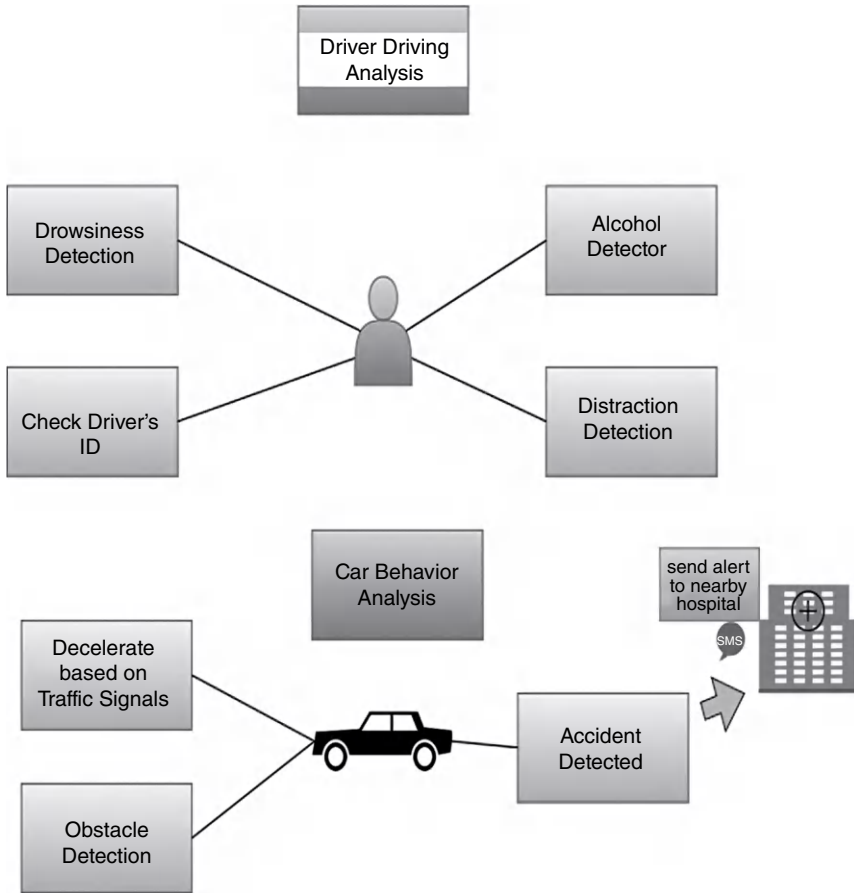 Driver Driving
Analysis
Drowsiness
Detection
Alcohol
Detector
Check Driver's
ID
Distraction
Detection
Car Behavior
Analysis
send alert
to nearby
hospital
SMS
Decelerate
based on
Traffic Signals
Accident
Detected
Obstacle
Detection